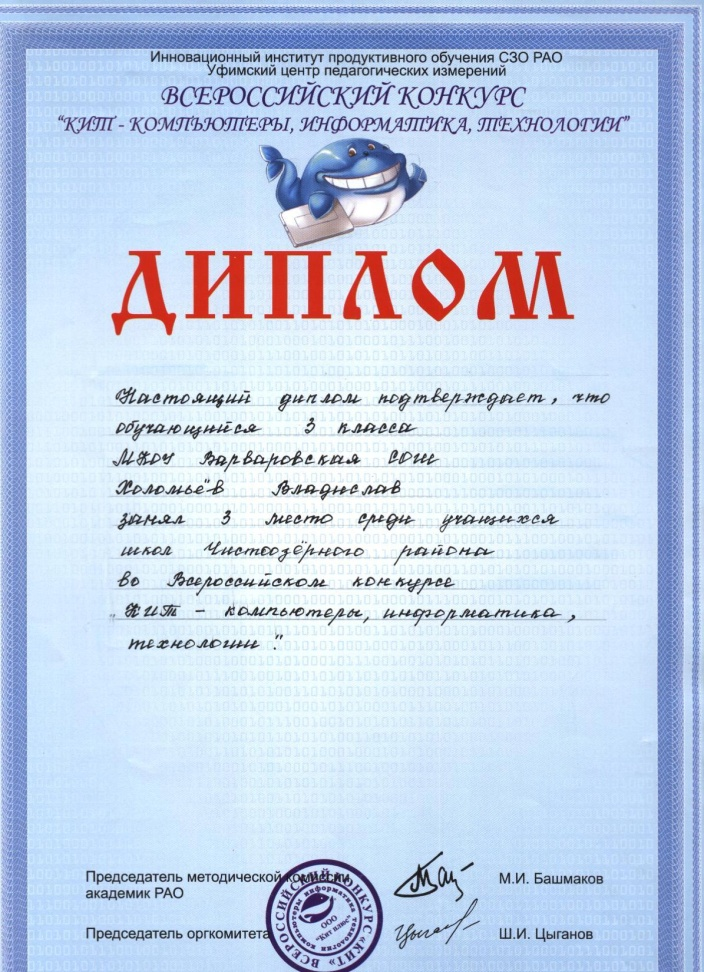 Инновационный институт продуктивного обучения СЗО РАО
Уфимский центр педагогических измерений
ВСЕРОССИЙСКИЙ КОНКУРС
“КИТ - КОМПЬЮТЕРЫ, ИНФОРМАТИКА, ТЕХНОЛОГИИ”
ДИПЛОМ
Настоящий диплом подтверждает, что
обучающийся 3 класса
МКОУ Варваровская СОШ
Холомьёв Владислав
занял 3 место среди учащихся
школ Чистоозёрного района
во Всероссийском конкурсе
„КИТ - компьютеры, информатика,
технологии"
Председатель методической комиссии,
академик РАО
М.И. Башмаков
Председатель оргкомитета
Ш.И. Цыганов
ВСЕРОССИЙСКИЙ КОНКУРС «КИТ»
компьютеры информатика технологии
ООО
"Кит плюс"